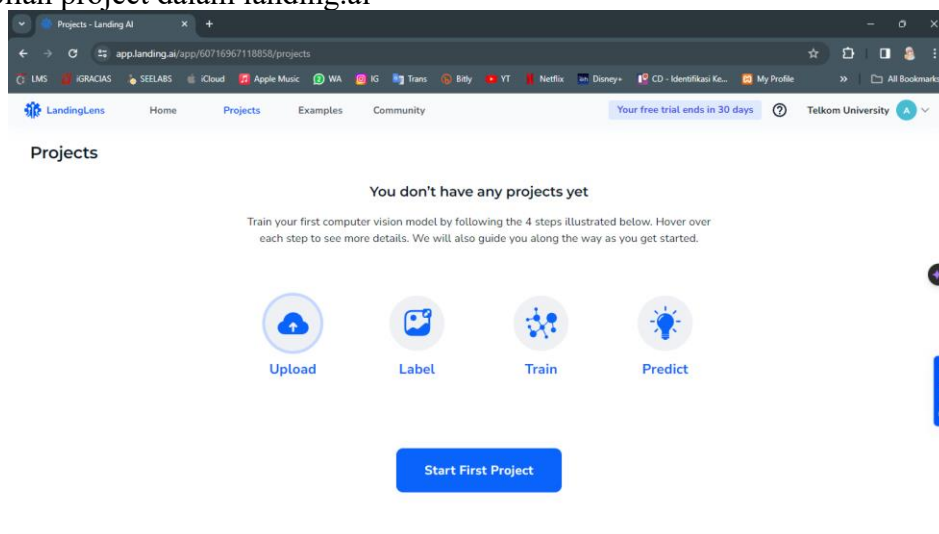 project dalam landing.ai
Projects - Landing AI
app.landing.ai/app/60716967118858/projects
LMS iGRACIAS SEELABS iCloud Apple Music WA IG Trans Bitly YT Netflix Disney+ CD - Identifikasi Ke... My Profile » All Bookmarks
LandingLens Home Projects Examples Community Your free trial ends in 30 days Telkom University A
Projects
You don't have any projects yet
Train your first computer vision model by following the 4 steps illustrated below. Hover over
each step to see more details. We will also guide you along the way as you get started.
Upload Label Train Predict
Start First Project